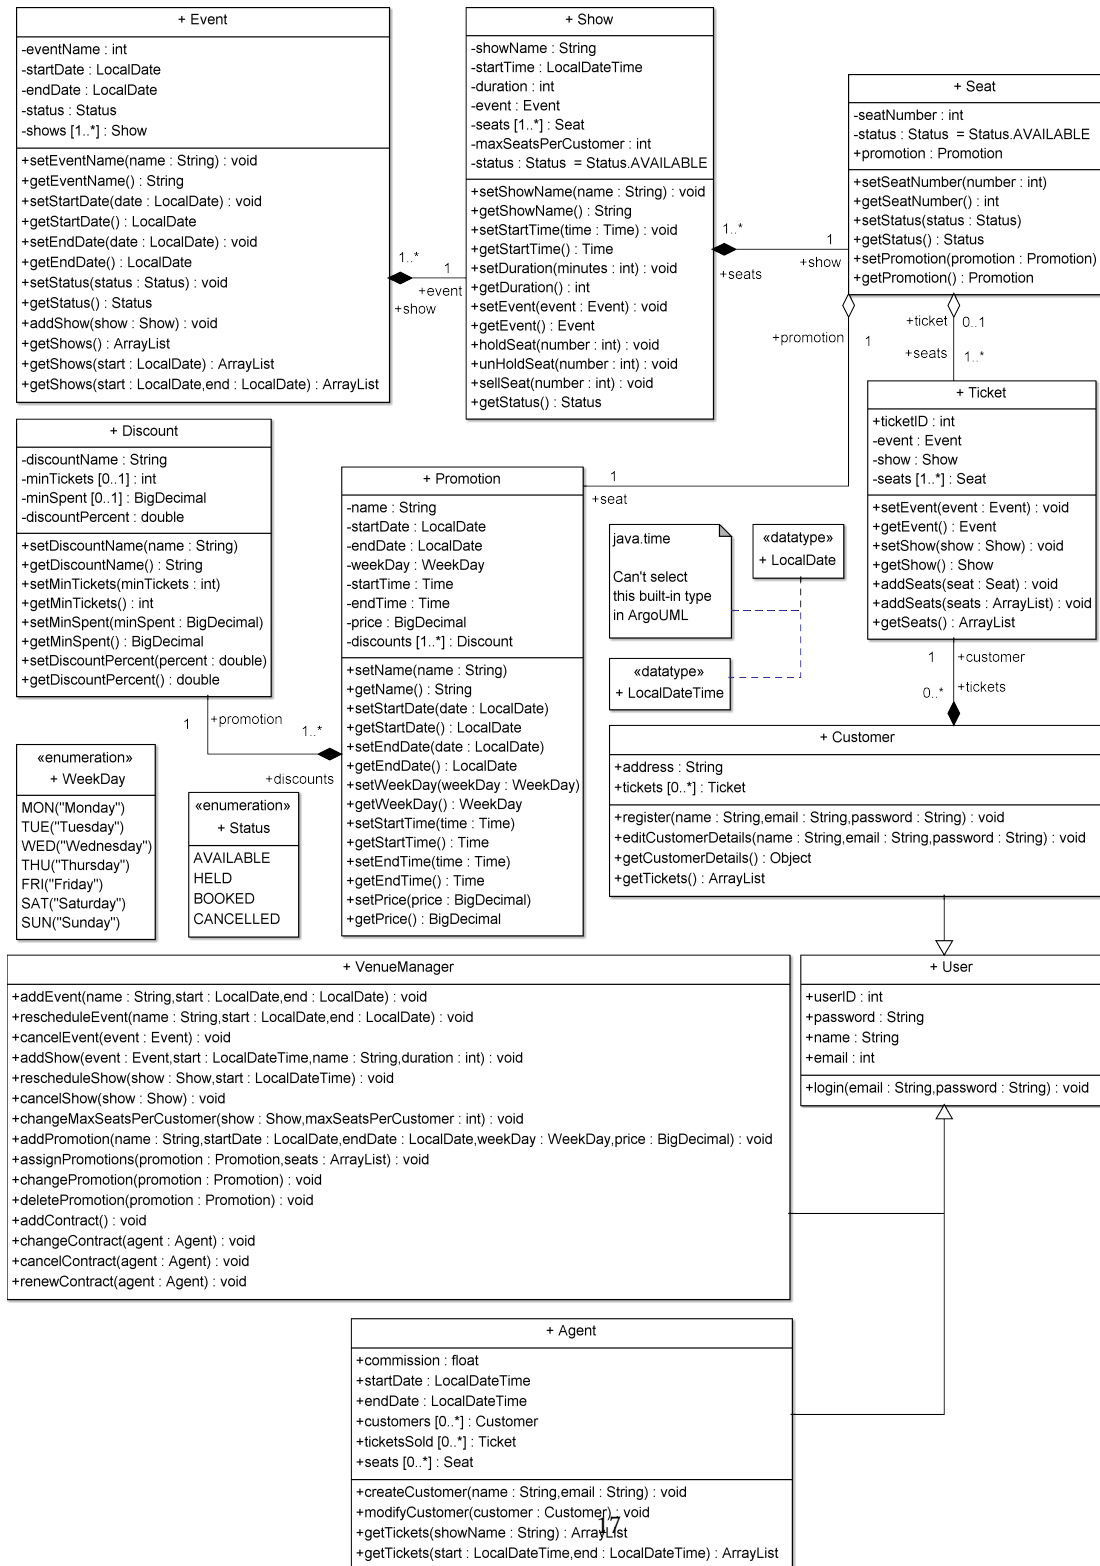 + Event
-eventName : int
-startDate : LocalDate
-endDate : LocalDate
-status : Status
-shows [1..*] : Show
+setEventName(name : String) : void
+getEventName() : String
+setStartDate(date : LocalDate) : void
+getStartDate() : LocalDate
+setEndDate(date : LocalDate) : void
+getEndDate() : LocalDate
+setStatus(status : Status) : void
+getStatus() : Status
+addShow(show : Show) : void
+getShows() : ArrayList
+getShows(start : LocalDate) : ArrayList
+getShows(start : LocalDate,end : LocalDate) : ArrayList
1..*
1
+event
+show
+ Show
-showName : String
-startTime : LocalDateTime
-duration : int
-event : Event
-seats [1..*] : Seat
-maxSeatsPerCustomer : int
-status : Status = Status.AVAILABLE
+setShowName(name : String) : void
+getShowName() : String
+setStartTime(time : Time) : void
+getStartTime() : Time
+setDuration(minutes : int) : void
+getDuration() : int
+setEvent(event : Event) : void
+getEvent() : Event
+holdSeat(number : int) : void
+unHoldSeat(number : int) : void
+sellSeat(number : int) : void
+getStatus() : Status
1..*
1
+show
+seats
+ Seat
-seatNumber : int
-status : Status = Status.AVAILABLE
+promotion : Promotion
+setSeatNumber(number : int)
+getSeatNumber() : int
+setStatus(status : Status)
+getStatus() : Status
+setPromotion(promotion : Promotion)
+getPromotion() : Promotion
+promotion
1
+ticket
0..1
+seats
1..*
+ Ticket
+ticketID : int
-event : Event
-show : Show
-seats [1..*] : Seat
+setEvent(event : Event) : void
+getEvent() : Event
+setShow(show : Show) : void
+getShow() : Show
+addSeats(seat : Seat) : void
+addSeats(seats : ArrayList) : void
+getSeats() : ArrayList
1
+customer
0..*
+tickets
+ Discount
-discountName : String
-minTickets [0..1] : int
-minSpent [0..1] : BigDecimal
-discountPercent : double
+setDiscountName(name : String)
+getDiscountName() : String
+setMinTickets(minTickets : int)
+getMinTickets() : int
+setMinSpent(minSpent : BigDecimal)
+getMinSpent() : BigDecimal
+setDiscountPercent(percent : double)
+getDiscountPercent() : double
1
+promotion
1..*
+discounts
+ Promotion
-name : String
-startDate : LocalDate
-endDate : LocalDate
-weekDay : WeekDay
-startTime : Time
-endTime : Time
-price : BigDecimal
-discounts [1..*] : Discount
+setName(name : String)
+getName() : String
+setStartDate(date : LocalDate)
+getStartDate() : LocalDate
+setEndDate(date : LocalDate)
+getEndDate() : LocalDate
+setWeekDay(weekDay : WeekDay)
+getWeekDay() : WeekDay
+setStartTime(time : Time)
+getStartTime() : Time
+setEndTime(time : Time)
+getEndTime() : Time
+setPrice(price : BigDecimal)
+getPrice() : BigDecimal
1
+seat
java.time
Can't select
this built-in type
in ArgoUML
«datatype»
+ LocalDate
«datatype»
+ LocalDateTime
«enumeration»
+ WeekDay
MON("Monday")
TUE("Tuesday")
WED("Wednesday")
THU("Thursday")
FRI("Friday")
SAT("Saturday")
SUN("Sunday")
«enumeration»
+ Status
AVAILABLE
HELD
BOOKED
CANCELLED
+ Customer
+address : String
+tickets [0..*] : Ticket
+register(name : String,email : String,password : String) : void
+editCustomerDetails(name : String,email : String,password : String) : void
+getCustomerDetails() : Object
+getTickets() : ArrayList
+ VenueManager
+addEvent(name : String,start : LocalDate,end : LocalDate) : void
+rescheduleEvent(name : String,start : LocalDate,end : LocalDate) : void
+cancelEvent(event : Event) : void
+addShow(event : Event,start : LocalDateTime,name : String,duration : int) : void
+rescheduleShow(show : Show,start : LocalDateTime) : void
+cancelShow(show : Show) : void
+changeMaxSeatsPerCustomer(show : Show,maxSeatsPerCustomer : int) : void
+addPromotion(name : String,startDate : LocalDate,endDate : LocalDate,weekDay : WeekDay,price : BigDecimal) : void
+assignPromotions(promotion : Promotion,seats : ArrayList) : void
+changePromotion(promotion : Promotion) : void
+deletePromotion(promotion : Promotion) : void
+addContract() : void
+changeContract(agent : Agent) : void
+cancelContract(agent : Agent) : void
+renewContract(agent : Agent) : void
+ User
+userID : int
+password : String
+name : String
+email : int
+login(email : String,password : String) : void
+ Agent
+commission : float
+startDate : LocalDateTime
+endDate : LocalDateTime
+customers [0..*] : Customer
+ticketsSold [0..*] : Ticket
+seats [0..*] : Seat
+createCustomer(name : String,email : String) : void
+modifyCustomer(customer : Customer) : void
+getTickets(showName : String) : ArrayList
+getTickets(start : LocalDateTime,end : LocalDateTime) : ArrayList
17